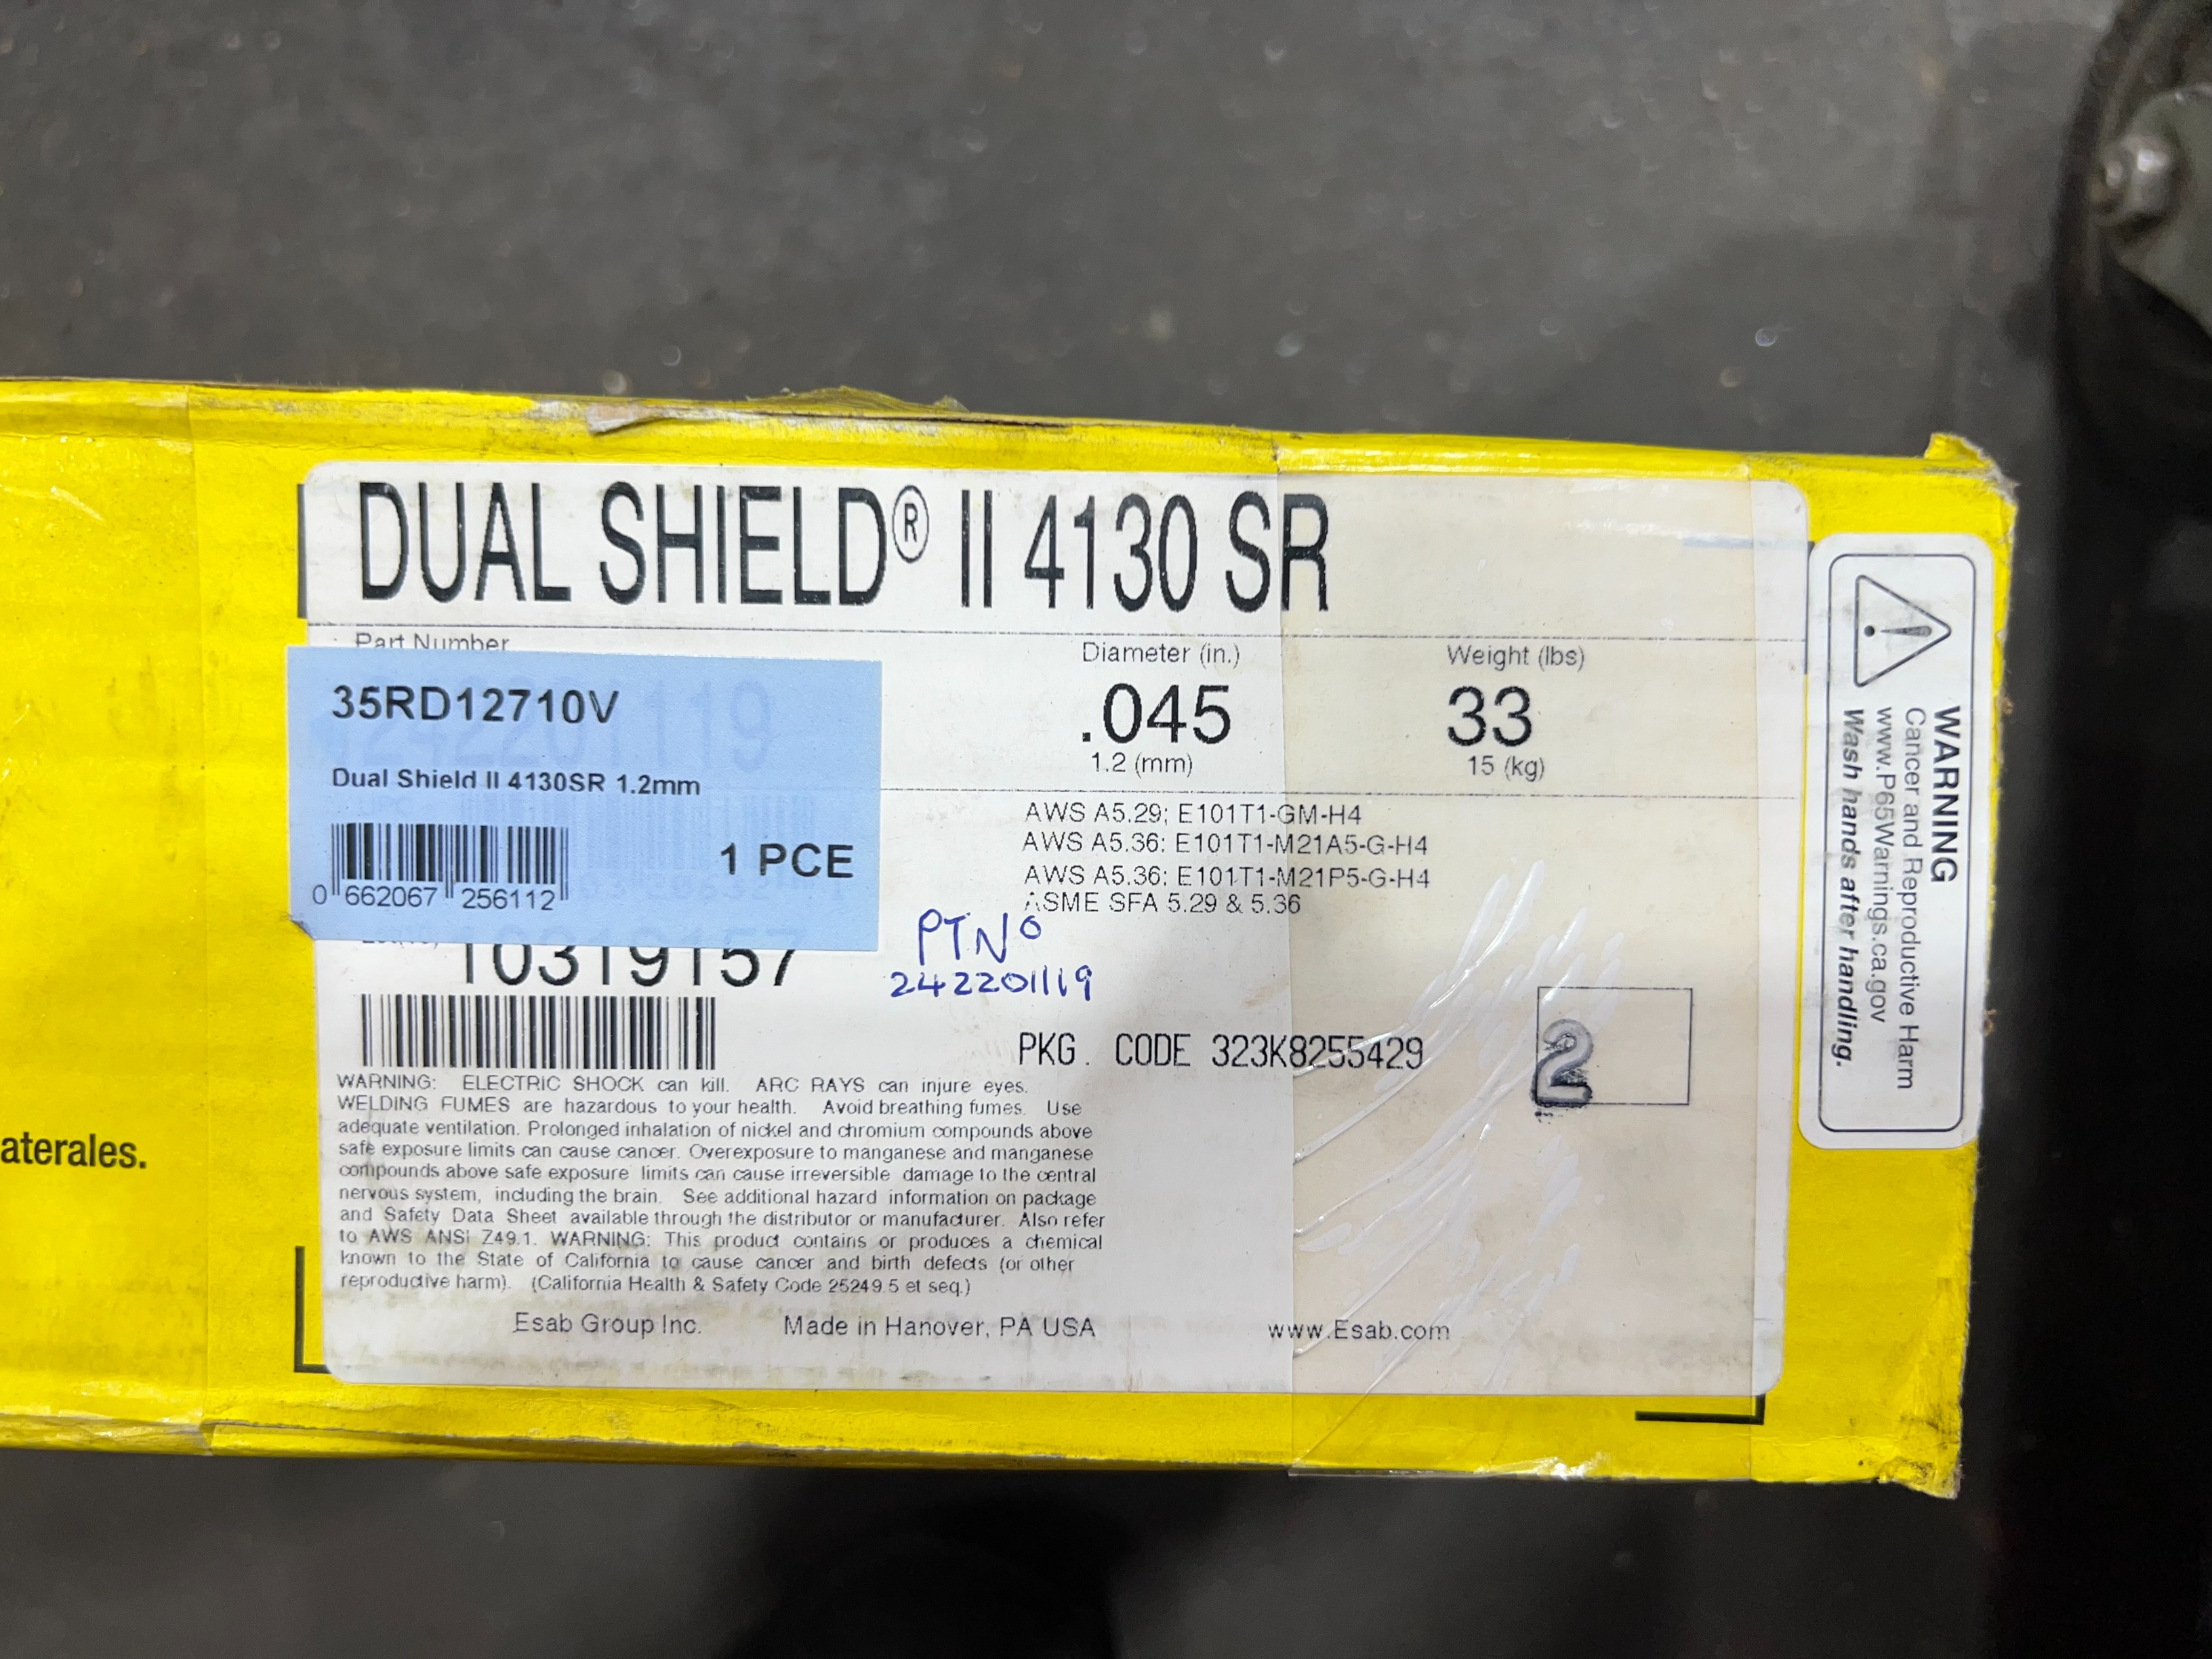 DUAL SHIELD® II 4130 SR
Part Number
Diameter (in.)
Weight (lbs)
35RD12710V
242201119
.045
33
1.2 (mm)
15 (kg)
Dual Shield II 4130SR 1.2mm
1 PCE
0 662067 256112
AWS A5.29: E101T1-GM-H4
AWS A5.36: E101T1-M21A5-G-H4
AWS A5.36: E101T1-M21P5-G-H4
ASME SFA 5.29 & 5.36
10319157
PTNO
242201119
PKG. CODE 323K8255429
2
WARNING: ELECTRIC SHOCK can kill. ARC RAYS can injure eyes.
WELDING FUMES are hazardous to your health. Avoid breathing fumes. Use
adequate ventilation. Prolonged inhalation of nickel and chromium compounds above
safe exposure limits can cause cancer. Overexposure to manganese and manganese
compounds above safe exposure limits can cause irreversible damage to the central
nervous system, including the brain. See additional hazard information on package
and Safety Data Sheet available through the distributor or manufacturer. Also refer
to AWS ANSI Z49.1. WARNING: This product contains or produces a chemical
known to the State of California to cause cancer and birth defects (or other
reproductive harm). (California Health & Safety Code 25249.5 et seq.)
Esab Group Inc. Made in Hanover, PA USA www.Esab.com
WARNING
Cancer and Reproductive Harm
www.P65Warnings.ca.gov
Wash hands after handling.
aterales.